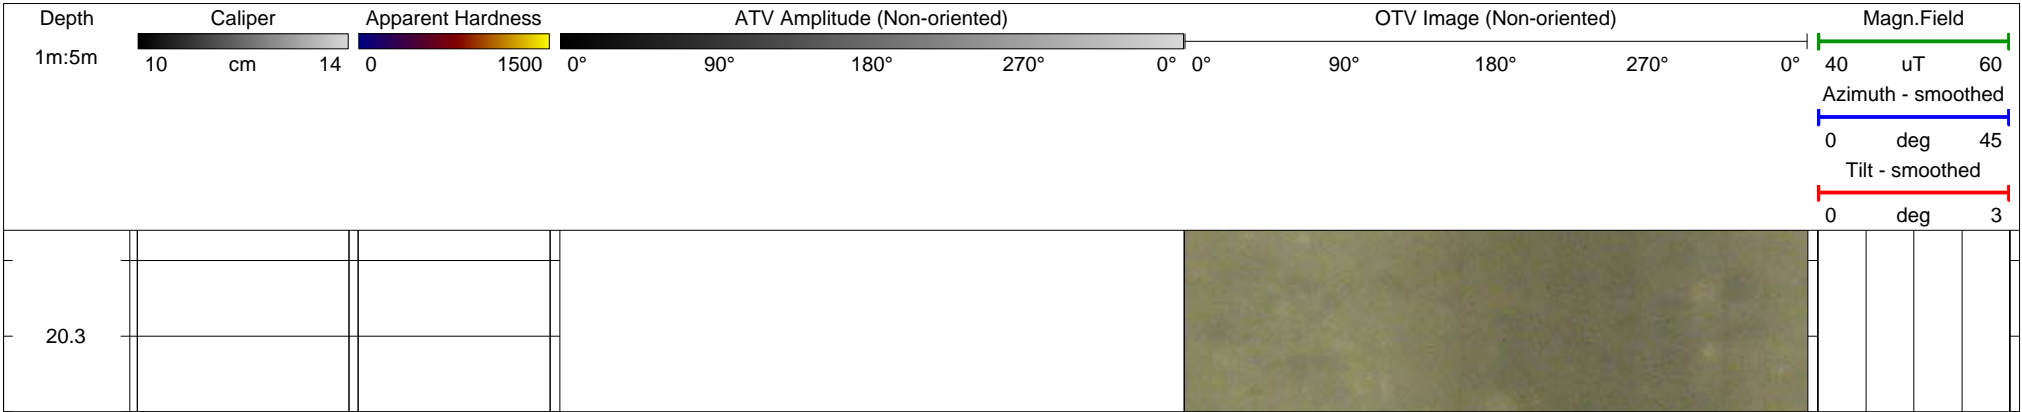 Depth
1m:5m
Caliper
10 cm 14
Apparent Hardness
0 1500
ATV Amplitude (Non-oriented)
0° 90° 180° 270° 0°
OTV Image (Non-oriented)
0° 90° 180° 270° 0°
Magn.Field
40 uT 60
Azimuth - smoothed
0 deg 45
Tilt - smoothed
0 deg 3
20.3